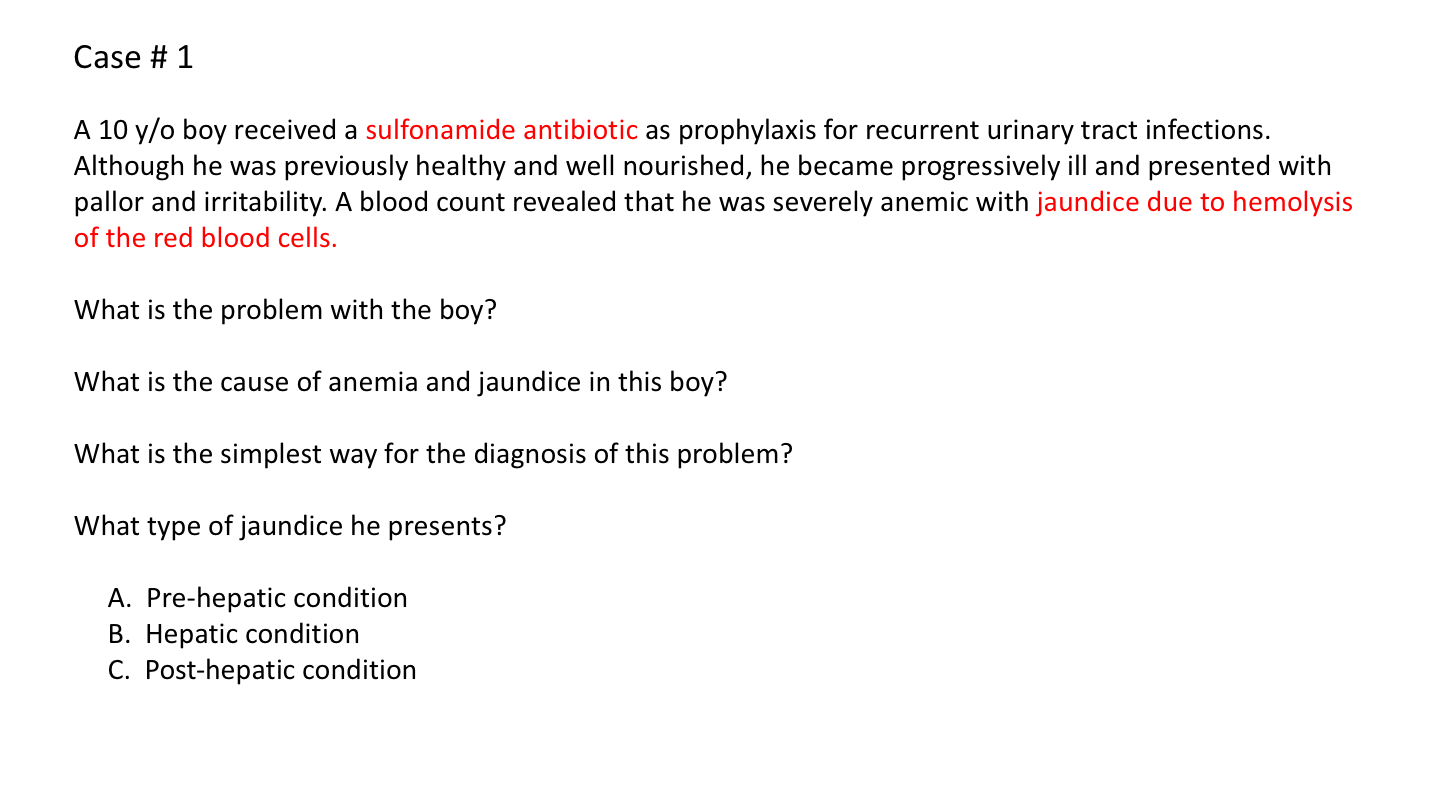 Case # 1
A 10 y/o boy received a sulfonamide antibiotic as prophylaxis for recurrent urinary tract infections.
Although he was previously healthy and well nourished, he became progressively ill and presented with
pallor and irritability. A blood count revealed that he was severely anemic with jaundice due to hemolysis
of the red blood cells.
What is the problem with the boy?
What is the cause of anemia and jaundice in this boy?
What is the simplest way for the diagnosis of this problem?
What type of jaundice he presents?
A. Pre-hepatic condition
B. Hepatic condition
C. Post-hepatic condition